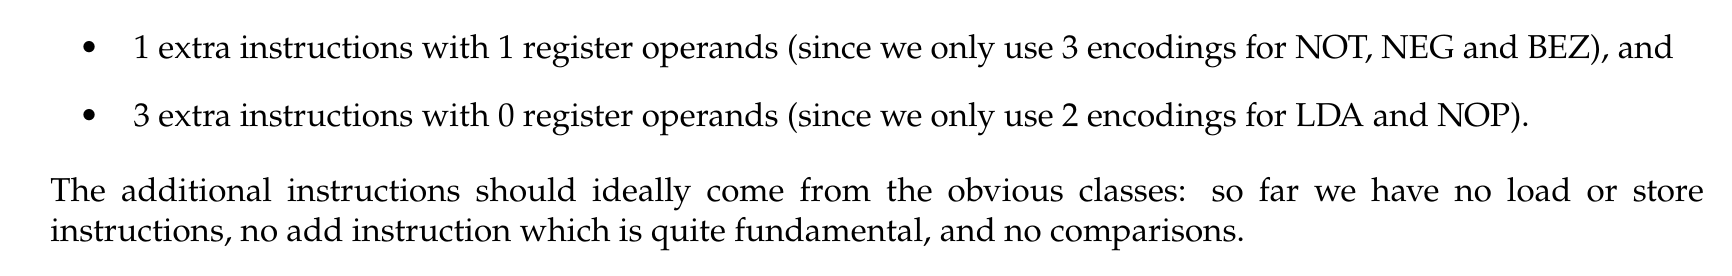 • 1 extra instructions with 1 register operands (since we only use 3 encodings for NOT, NEG and BEZ), and
• 3 extra instructions with 0 register operands (since we only use 2 encodings for LDA and NOP).
The additional instructions should ideally come from the obvious classes: so far we have no load or store
instructions, no add instruction which is quite fundamental, and no comparisons.